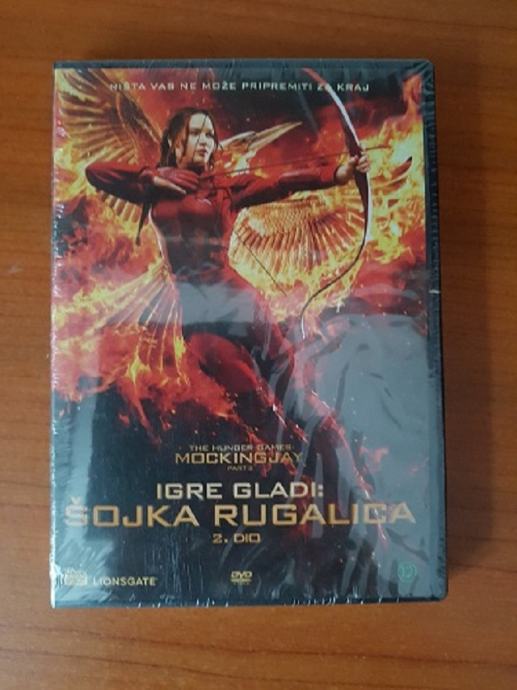 NIŠTA VAS NE MOŽE PRIPREMITI ZA KRAJ
THE HUNGER GAMES
MOCKINGJAY
PART 2
IGRE GLADI:
ŠOJKA RUGALICA
2. DIO
LIONSGATE
DVD
12